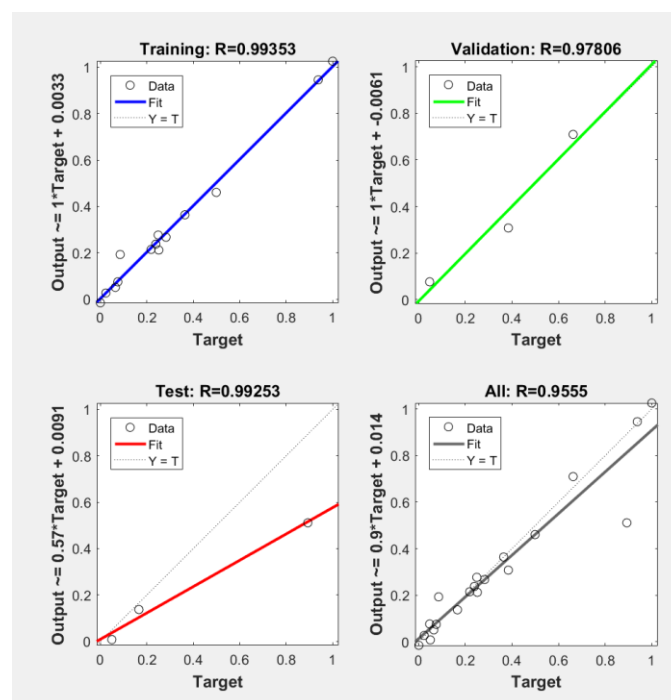 Training: R=0.99353
Output ~= 1*Target + 0.0033
1
0.8
0.6
0.4
0.2
0
Data
Fit
Y = T
0 0.2 0.4 0.6 0.8 1
Target
Validation: R=0.97806
Output ~= 1*Target + -0.0061
1
0.8
0.6
0.4
0.2
0
Data
Fit
Y = T
0 0.2 0.4 0.6 0.8 1
Target
Test: R=0.99253
Output ~= 0.57*Target + 0.0091
1
0.8
0.6
0.4
0.2
0
Data
Fit
Y = T
0 0.2 0.4 0.6 0.8 1
Target
All: R=0.9555
Output ~= 0.9*Target + 0.014
1
0.8
0.6
0.4
0.2
0
Data
Fit
Y = T
0 0.2 0.4 0.6 0.8 1
Target